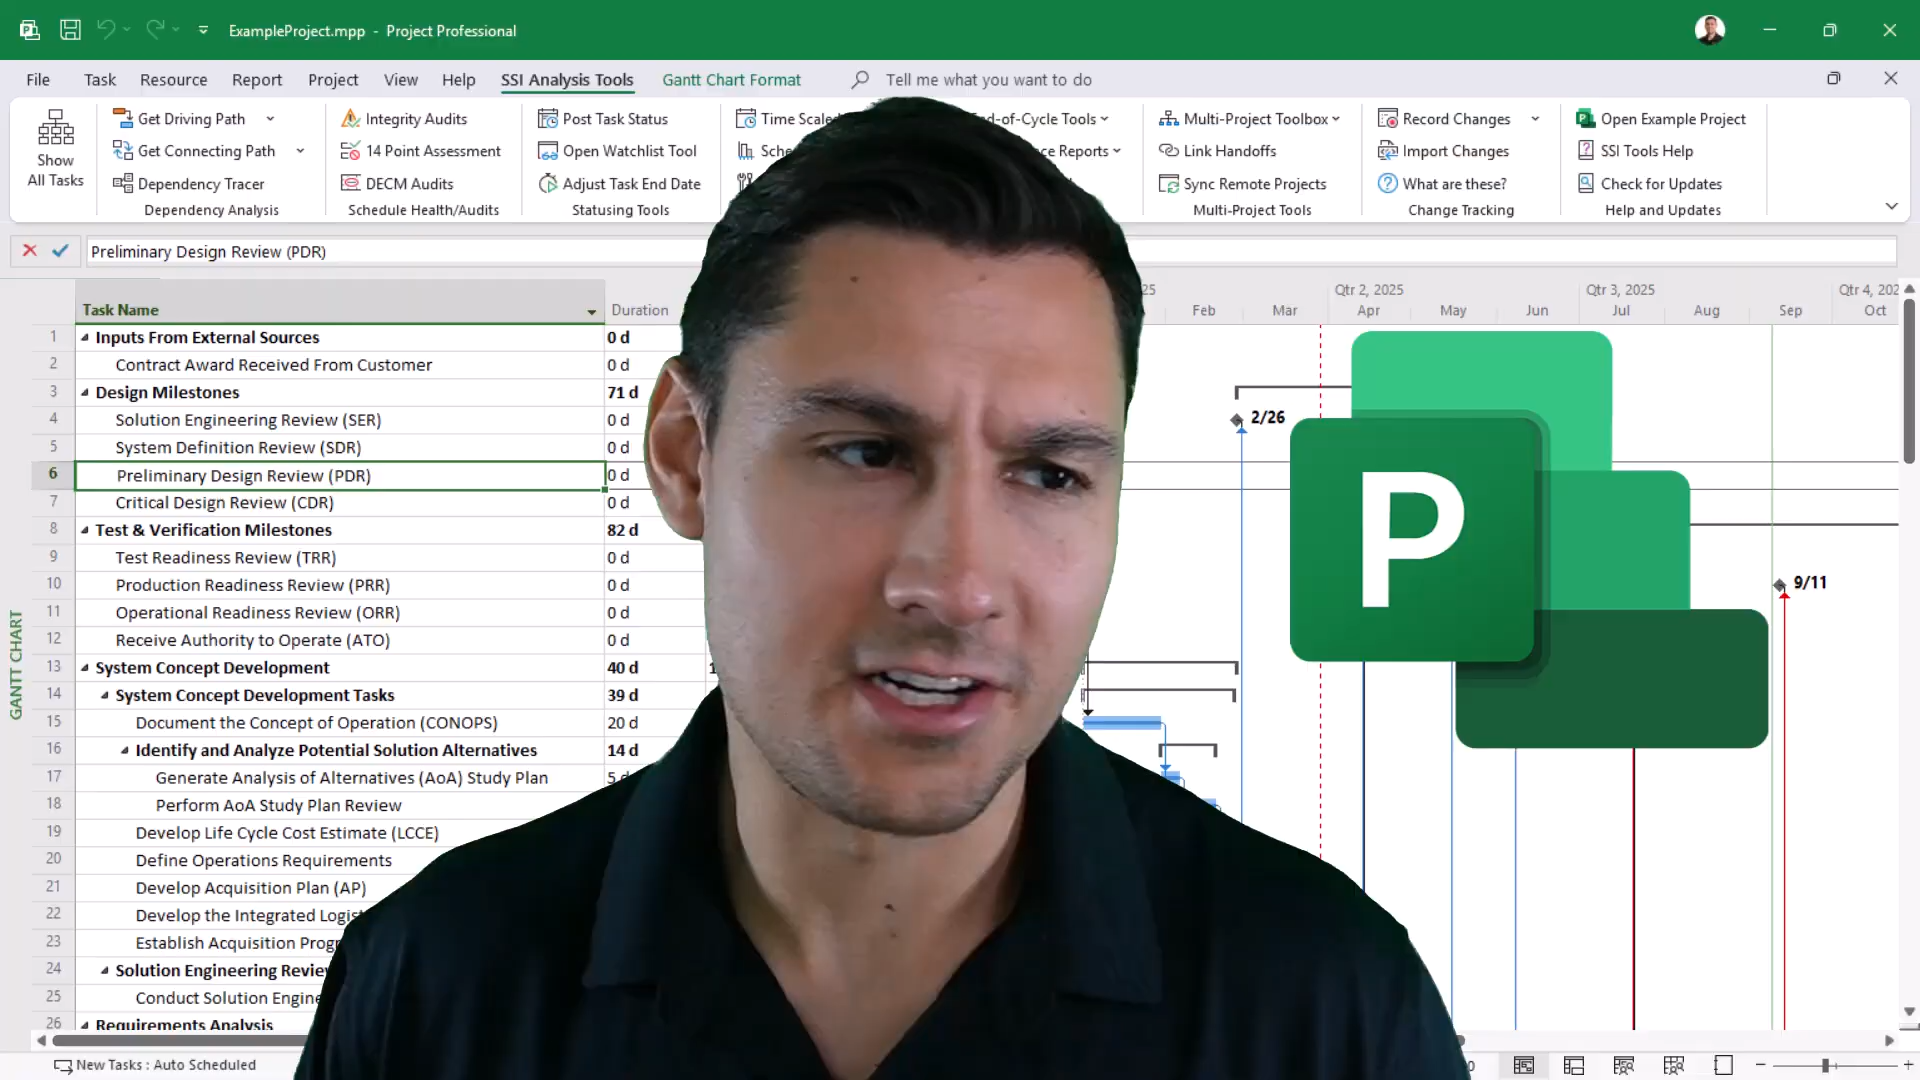 ExampleProject.mpp - Project Professional
File Task Resource Report Project View Help SSI Analysis Tools Gantt Chart Format Tell me what you want to do
Show All Tasks
Get Driving Path
Get Connecting Path
Dependency Tracer
Dependency Analysis
Integrity Audits
14 Point Assessment
DECM Audits
Schedule Health/Audits
Post Task Status
Open Watchlist Tool
Adjust Task End Date
Statusing Tools
Time Scale
Multi-Project Toolbox
Link Handoffs
Sync Remote Projects
Multi-Project Tools
Record Changes
Import Changes
What are these?
Change Tracking
Open Example Project
SSI Tools Help
Check for Updates
Help and Updates
Preliminary Design Review (PDR)
Qtr 2, 2025 Qtr 3, 2025 Qtr 4,
Task Name Duration Feb Mar Apr May Jun Jul Aug Sep Oct
1 Inputs From External Sources 0 d
2 Contract Award Received From Customer 0 d
3 Design Milestones 71 d
4 Solution Engineering Review (SER) 0 d 2/26
5 System Definition Review (SDR) 0 d
6 Preliminary Design Review (PDR) 0 d
7 Critical Design Review (CDR) 0 d
8 Test & Verification Milestones 82 d
9 Test Readiness Review (TRR) 0 d
10 Production Readiness Review (PRR) 0 d 9/11
11 Operational Readiness Review (ORR) 0 d
12 Receive Authority to Operate (ATO) 0 d
13 System Concept Development 40 d
14 System Concept Development Tasks 39 d
15 Document the Concept of Operation (CONOPS) 20 d
16 Identify and Analyze Potential Solution Alternatives 14 d
17 Generate Analysis of Alternatives (AoA) Study Plan 5 d
18 Perform AoA Study Plan Review
19 Develop Life Cycle Cost Estimate (LCCE)
20 Define Operations Requirements
21 Develop Acquisition Plan (AP)
22 Develop the Integrated
23 Establish Acquisition
24 Solution Engineering
25 Conduct Solution
26 Requirements Analysis
GANTT CHART
P
New Tasks : Auto Scheduled